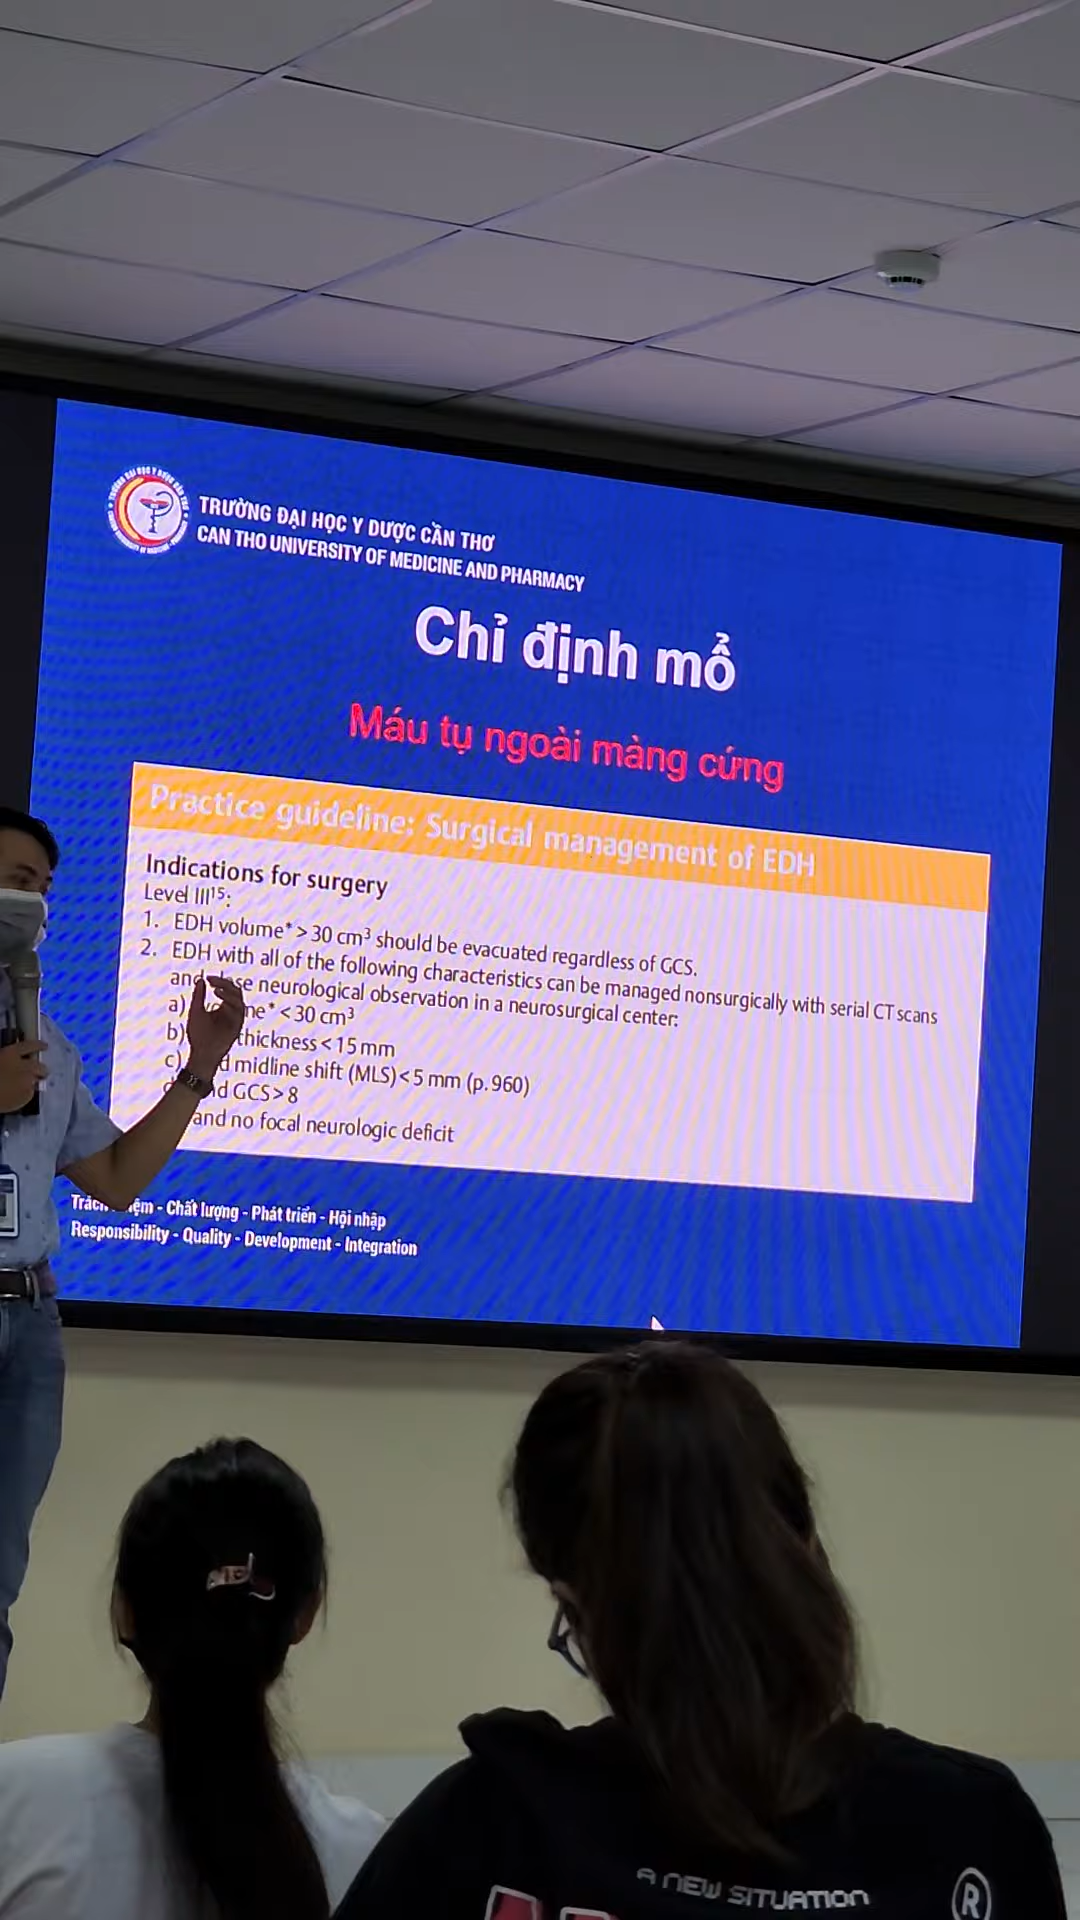 TRƯỜNG ĐẠI HỌC Y DƯỢC CẦN THƠ
CAN THO UNIVERSITY OF MEDICINE AND PHARMACY
Chỉ định mổ
Máu tụ ngoài màng cứng
Practice guideline: Surgical management of EDH
Indications for surgery
Level III¹⁵:
1. EDH volume* > 30 cm³ should be evacuated regardless of GCS.
2. EDH with all of the following characteristics can be managed nonsurgically with serial CT scans
and neurological observation in a neurosurgical center:
a) < 30 cm³
b) thickness < 15 mm
c) midline shift (MLS) < 5 mm (p. 960)
GCS > 8
and no focal neurologic deficit
- Chất lượng - Phát triển - Hội nhập
Responsibility - Quality - Development - Integration
A NEW SITUATION
®